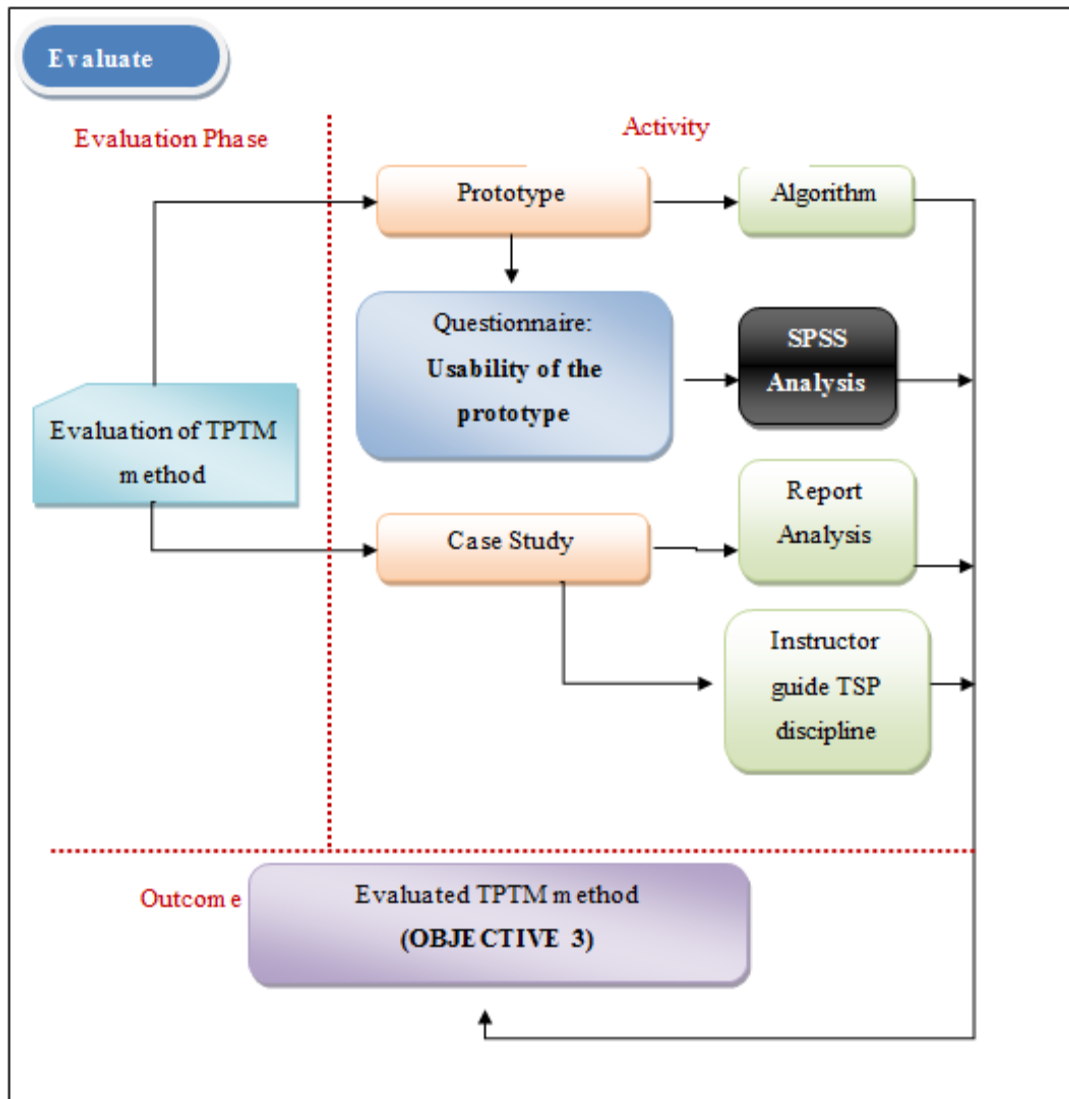 Evaluate
Evaluation Phase
Activity
Prototype
Algorithm
Questionnaire:
Usability of the
prototype
SPSS
Analysis
Evaluation of TPTM
method
Case Study
Report
Analysis
Instructor
guide TSP
discipline
Outcome
Evaluated TPTM method
(OBJECTIVE 3)